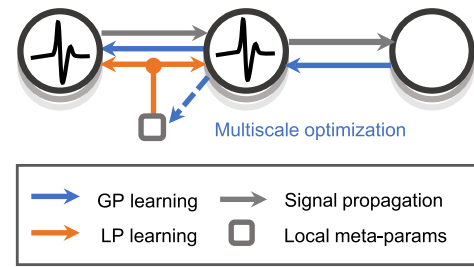 Multiscale optimization
GP learning
Signal propagation
LP learning
Local meta-params